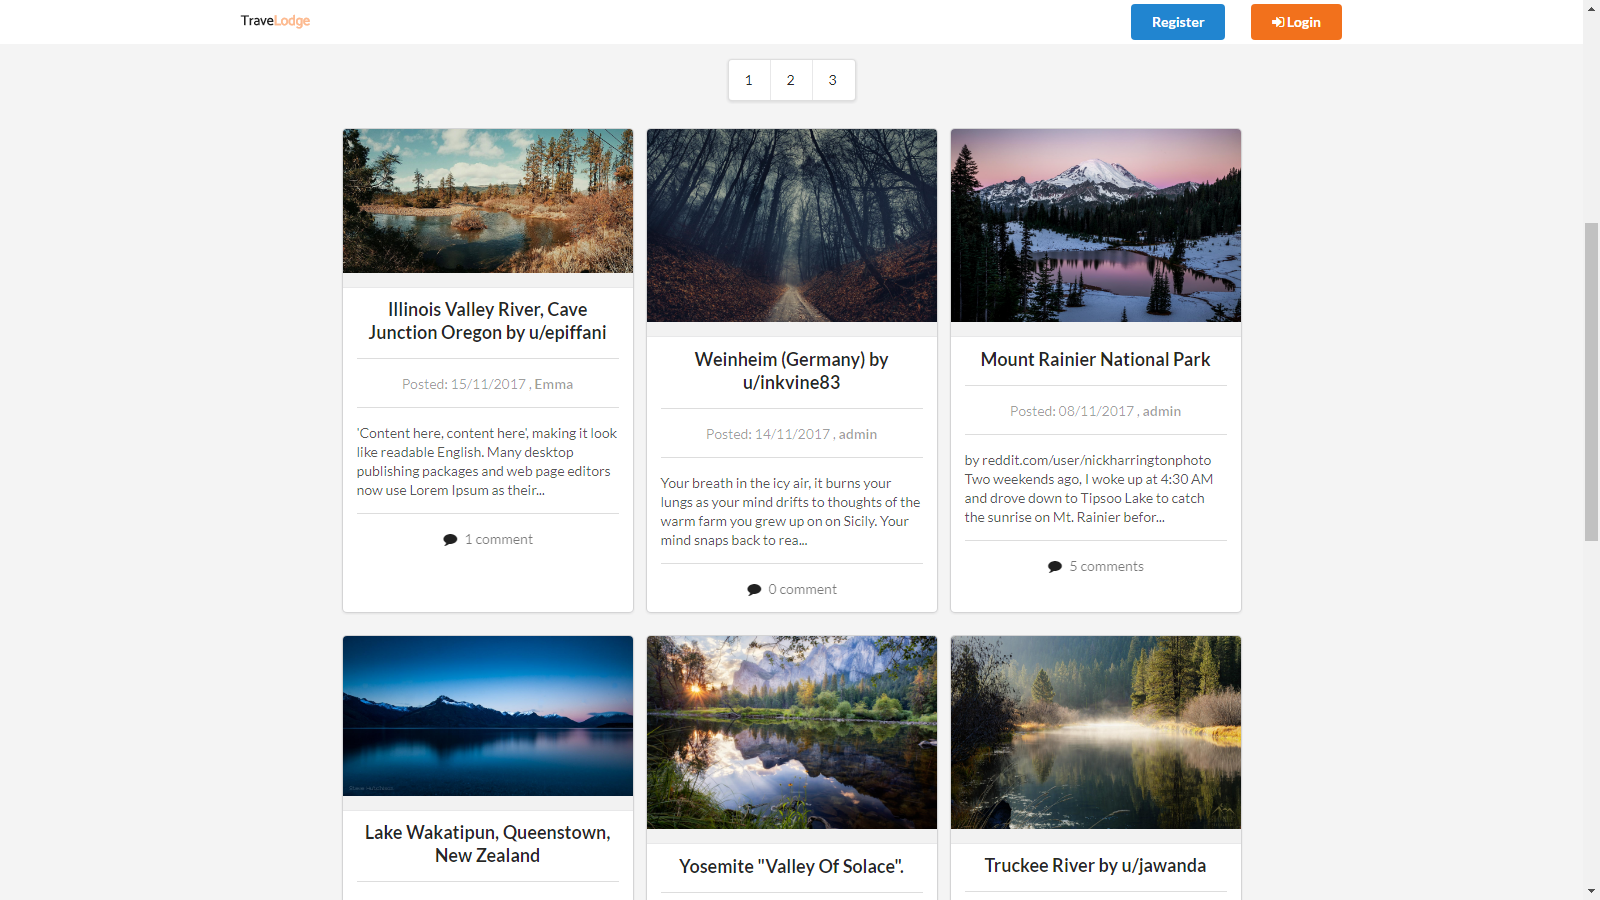 TraveLodge
Register
Login
1 2 3
Illinois Valley River, Cave
Junction Oregon by u/epiffani
Posted: 15/11/2017 , Emma
'Content here, content here', making it look
like readable English. Many desktop
publishing packages and web page editors
now use Lorem Ipsum as their...
1 comment
Weinheim (Germany) by
u/inkvine83
Posted: 14/11/2017 , admin
Your breath in the icy air, it burns your
lungs as your mind drifts to thoughts of the
warm farm you grew up on on Sicily. Your
mind snaps back to rea...
0 comment
Mount Rainier National Park
Posted: 08/11/2017 , admin
by reddit.com/user/nickharringtonphoto
Two weekends ago, I woke up at 4:30 AM
and drove down to Tipsoo Lake to catch
the sunrise on Mt. Rainier befor...
5 comments
Lake Wakatipun, Queenstown,
New Zealand
Yosemite "Valley Of Solace".
Truckee River by u/jawanda